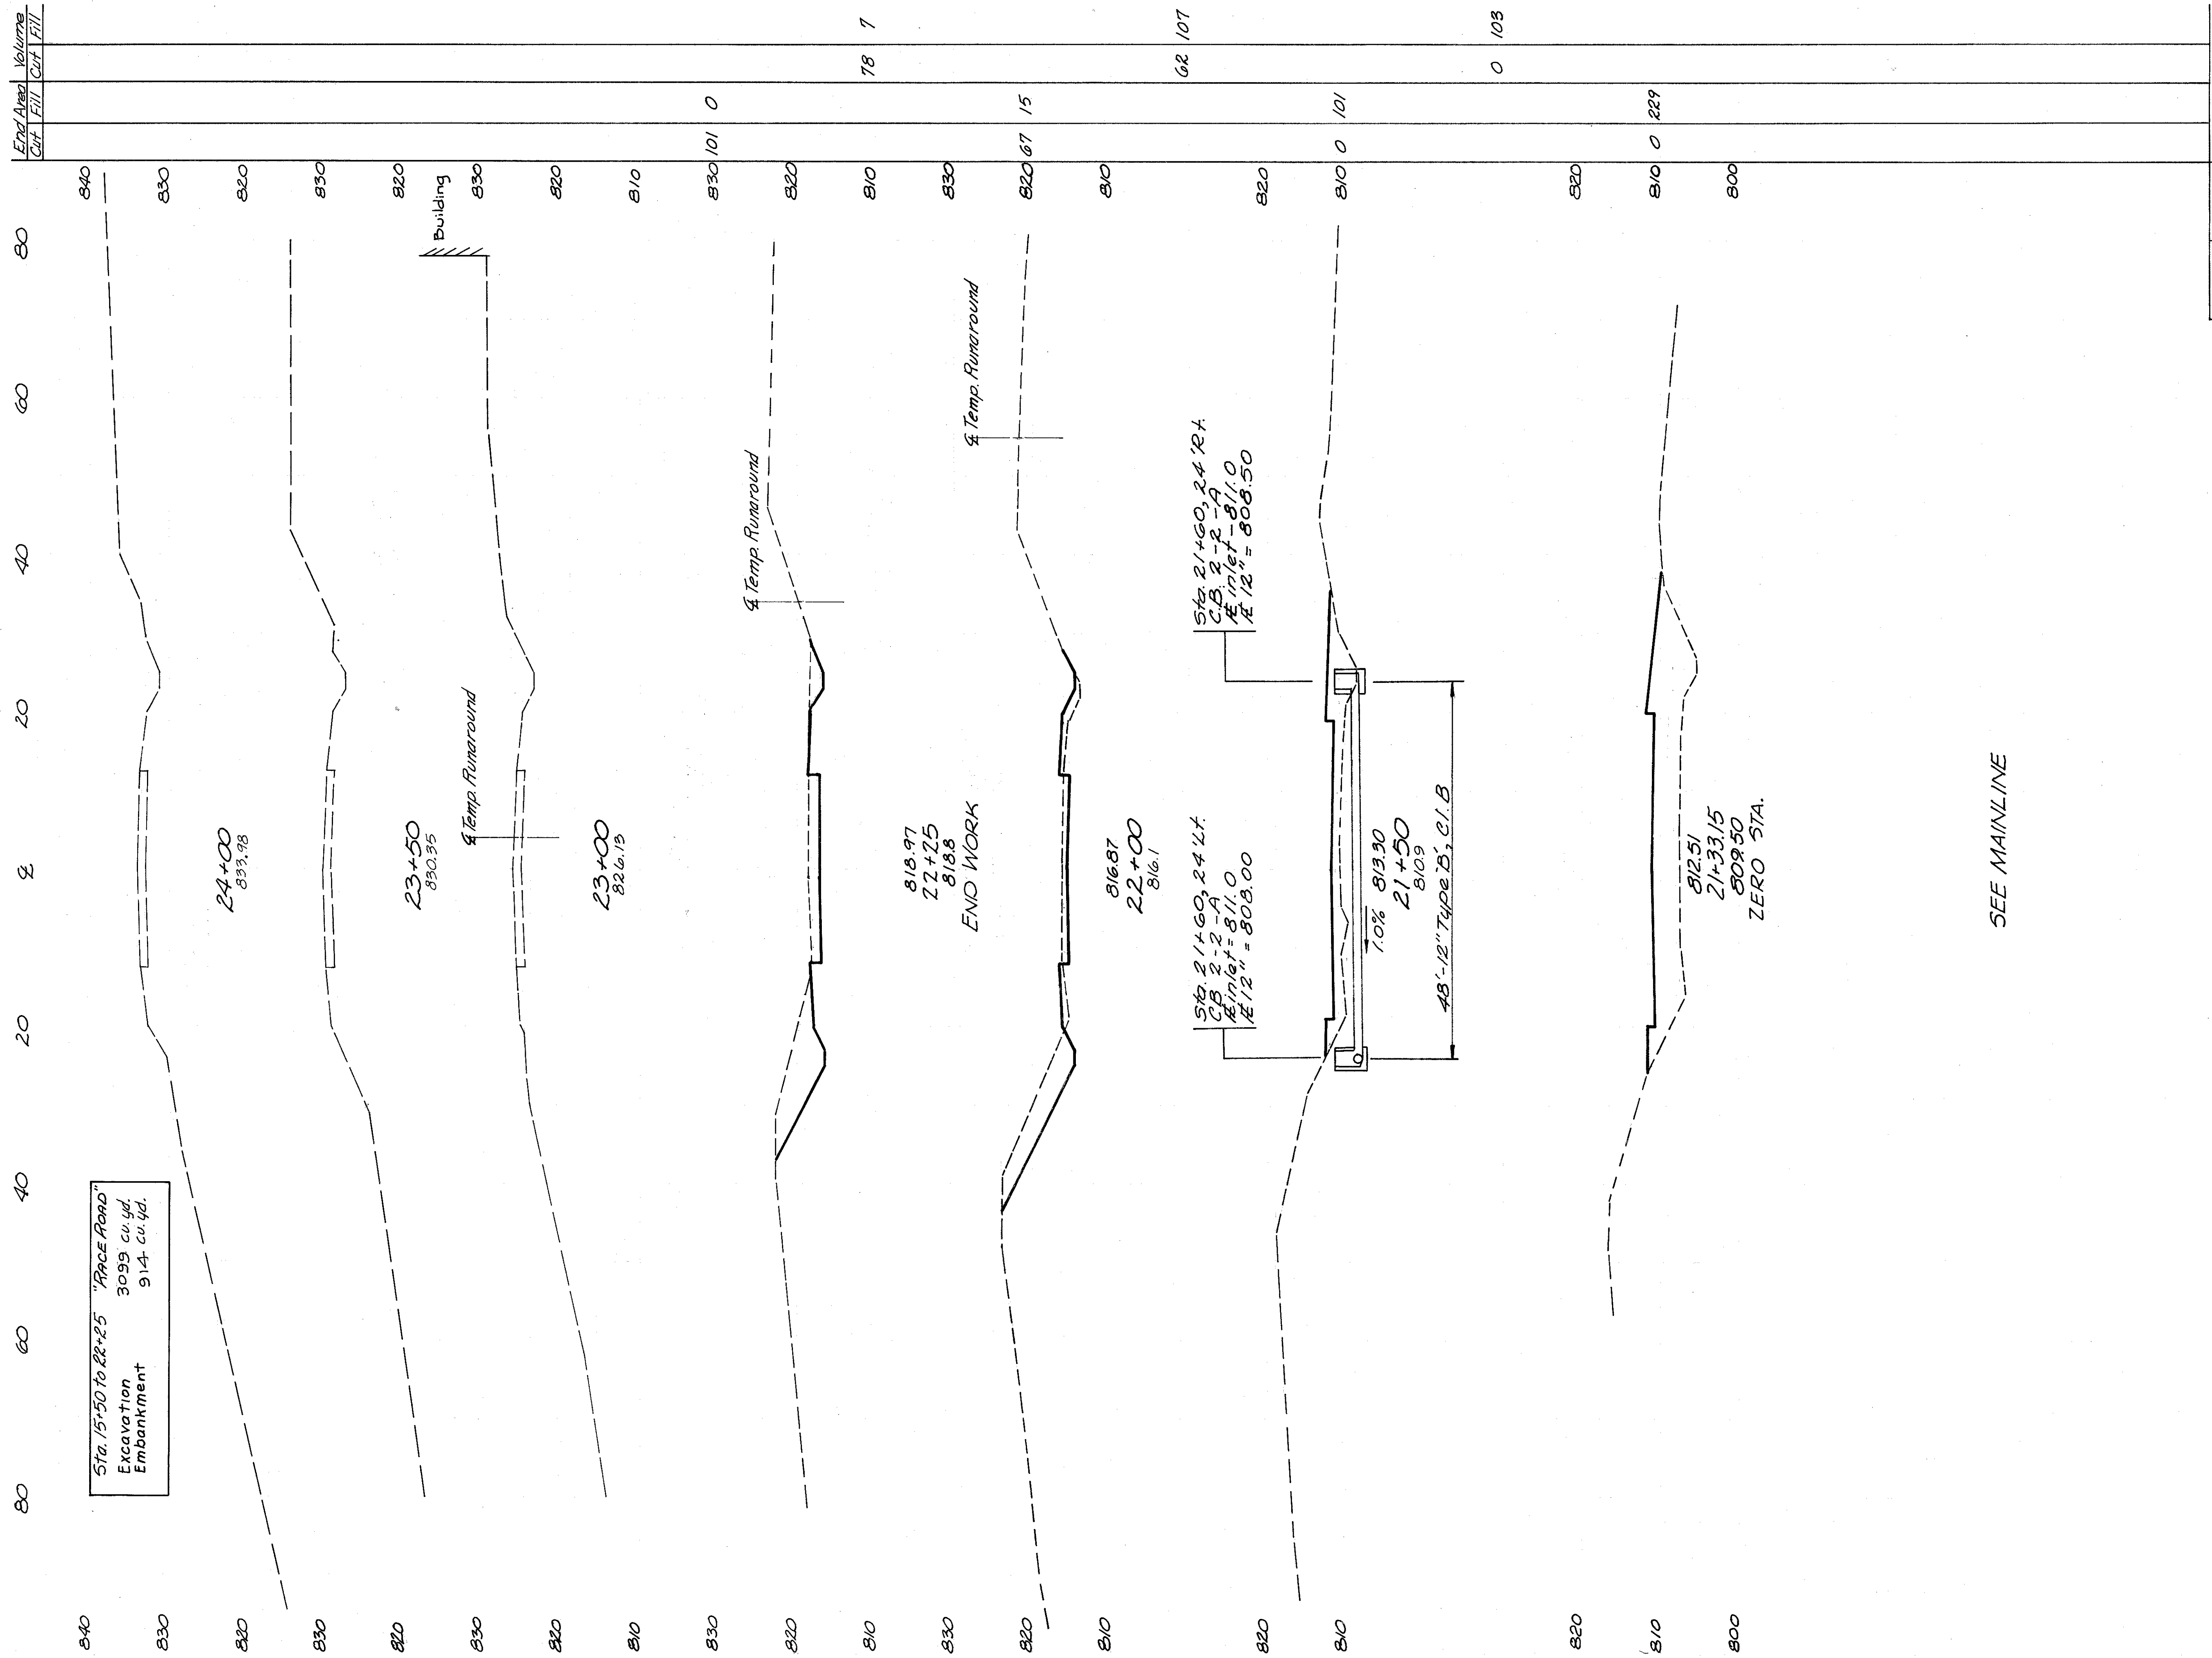 80
60
40
20
℄
20
40
60
80
End Area
Volume
Cut
Fill
Cut
Fill
Sta. 15+50 to 22+25 "RACE ROAD"
Excavation 3099 cu.yd.
Embankment 914 cu.yd.
840
830
820
840
830
820
24+00
833.98
830
820
830
820
23+50
830.35
Building
830
820
810
830
820
810
℄ Temp. Runaround
23+00
826.13
830
820
810
830
820
810
101 0
℄ Temp. Runaround
818.97
22+25
818.8
END WORK
78 7
830
820
810
830
820
810
67 15
℄ Temp. Runaround
816.87
22+00
816.1
62 107
Sta. 21+60, 24' Lt.
C.B. 2-2-A
℄ inlet = 811.0
℄ 12" = 808.00
Sta. 21+60, 24' Rt.
C.B. 2-2-A
℄ inlet - 811.0
℄ 12" = 808.50
820
810
820
810
0 101
1.0%
813.30
21+50
810.9
48'-12" Type 'B', Cl. B
0 103
820
810
800
820
810
800
0 229
812.51
21+33.15
809.50
ZERO STA.
SEE MAINLINE